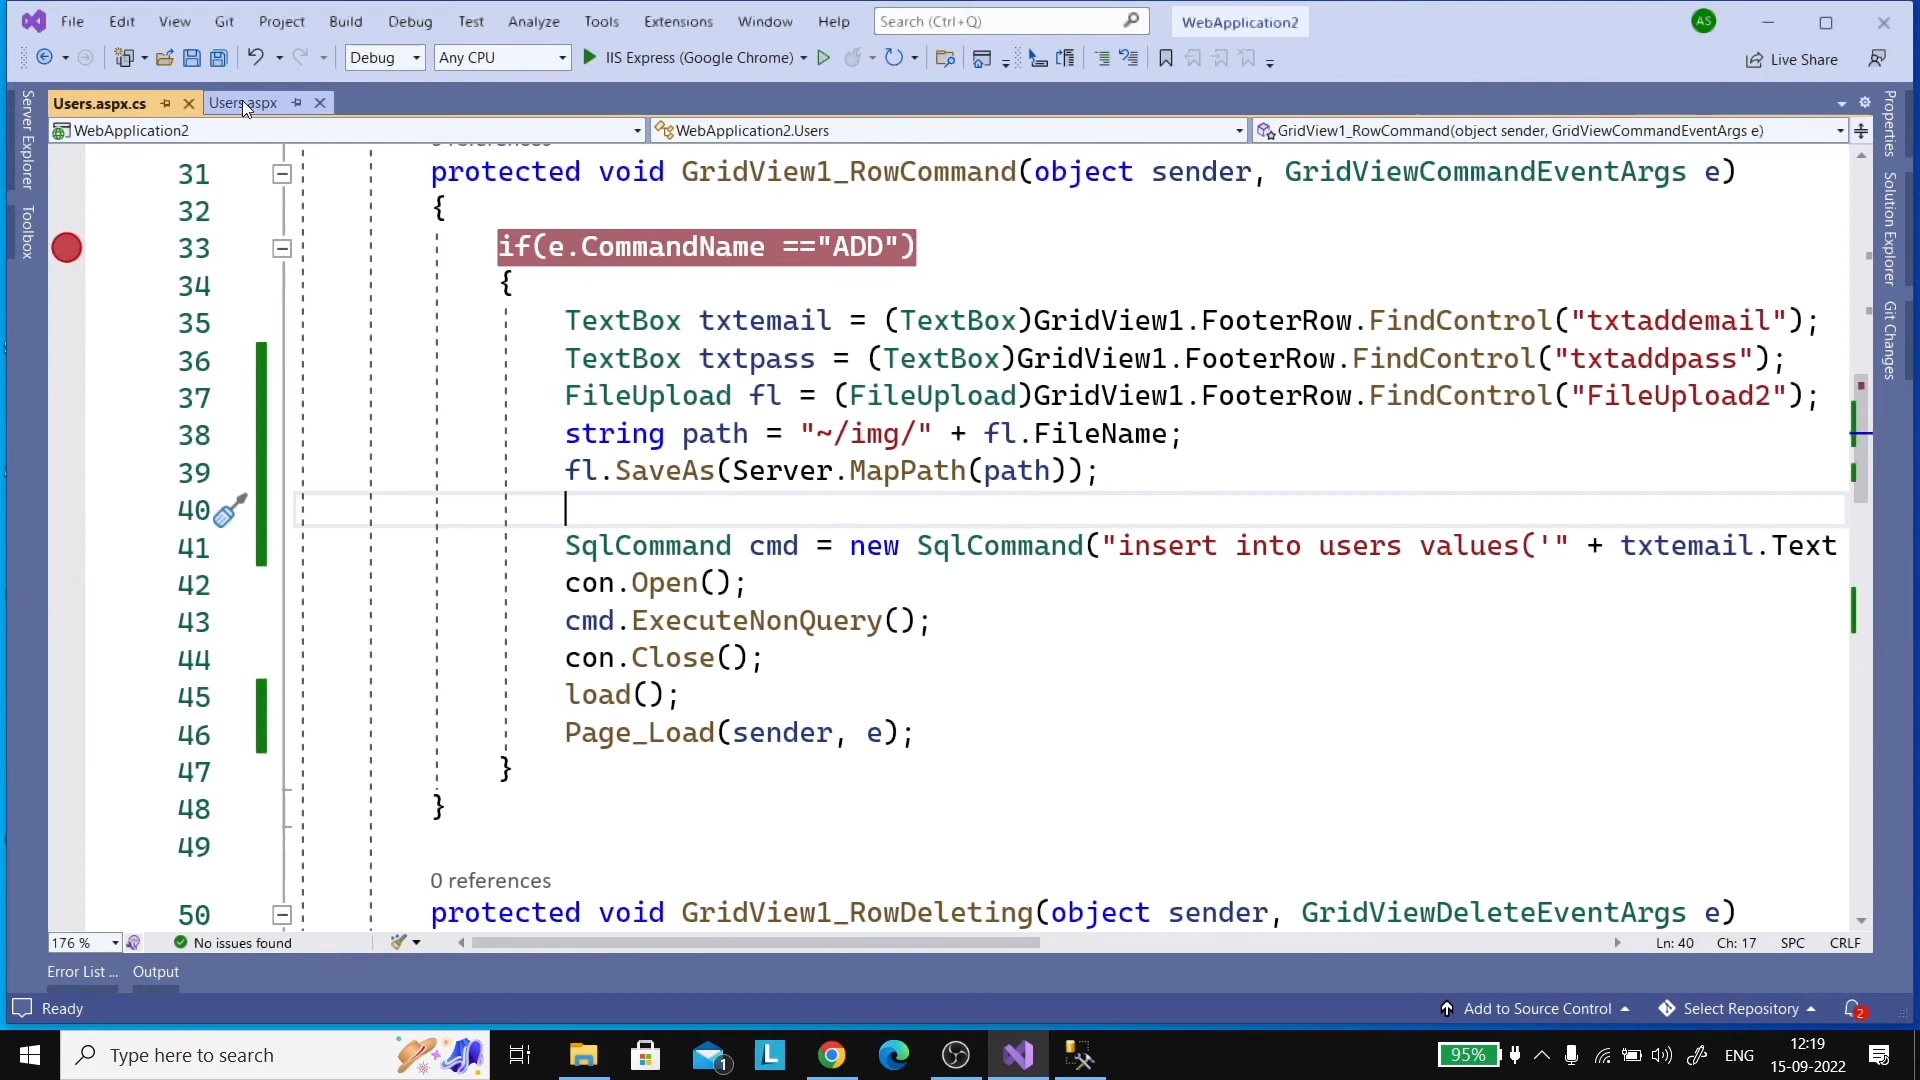 File Edit View Git Project Build Debug Test Analyze Tools Extensions Window Help Search (Ctrl+Q) WebApplication2 AS
Debug Any CPU IIS Express (Google Chrome) Live Share
Users.aspx.cs Users.aspx
WebApplication2 WebApplication2.Users GridView1_RowCommand(object sender, GridViewCommandEventArgs e)
Server Explorer
Toolbox
Properties
Solution Explorer
Git Changes
31 protected void GridView1_RowCommand(object sender, GridViewCommandEventArgs e)
32 {
33 if(e.CommandName =="ADD")
34 {
35 TextBox txtemail = (TextBox)GridView1.FooterRow.FindControl("txtaddemail");
36 TextBox txtpass = (TextBox)GridView1.FooterRow.FindControl("txtaddpass");
37 FileUpload fl = (FileUpload)GridView1.FooterRow.FindControl("FileUpload2");
38 string path = "~/img/" + fl.FileName;
39 fl.SaveAs(Server.MapPath(path));
40
41 SqlCommand cmd = new SqlCommand("insert into users values('" + txtemail.Text
42 con.Open();
43 cmd.ExecuteNonQuery();
44 con.Close();
45 load();
46 Page_Load(sender, e);
47 }
48 }
49
0 references
50 protected void GridView1_RowDeleting(object sender, GridViewDeleteEventArgs e)
176 % No issues found Ln: 40 Ch: 17 SPC CRLF
Error List ... Output
Ready Add to Source Control Select Repository 2
Type here to search 1 L 95% ENG 12:19
15-09-2022